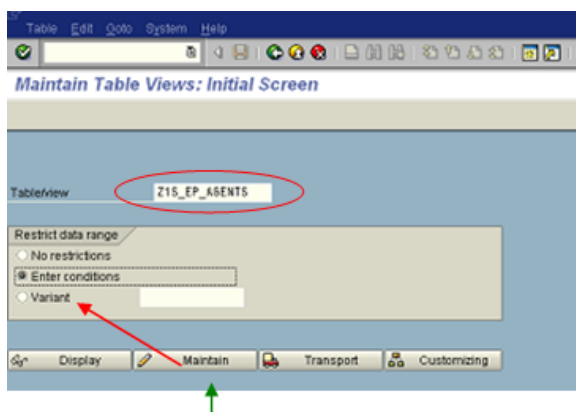 Table Edit Goto System Help
Maintain Table Views: Initial Screen
Table/view Z1S_EP_AGENTS
Restrict data range
No restrictions
Enter conditions
Variant
Display Maintain Transport Customizing